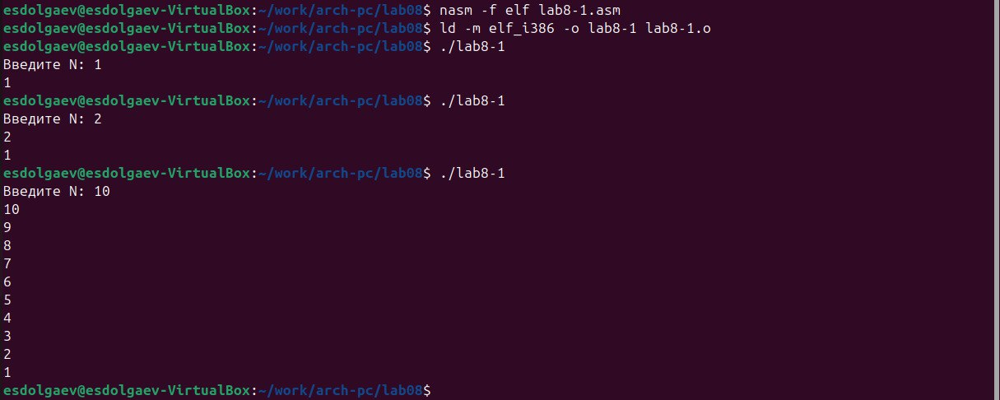 esdolgaev@esdolgaev-VirtualBox:~/work/arch-pc/lab08$ nasm -f elf lab8-1.asm
esdolgaev@esdolgaev-VirtualBox:~/work/arch-pc/lab08$ ld -m elf_i386 -o lab8-1 lab8-1.o
esdolgaev@esdolgaev-VirtualBox:~/work/arch-pc/lab08$ ./lab8-1
Введите N: 1
1
esdolgaev@esdolgaev-VirtualBox:~/work/arch-pc/lab08$ ./lab8-1
Введите N: 2
2
1
esdolgaev@esdolgaev-VirtualBox:~/work/arch-pc/lab08$ ./lab8-1
Введите N: 10
10
9
8
7
6
5
4
3
2
1
esdolgaev@esdolgaev-VirtualBox:~/work/arch-pc/lab08$